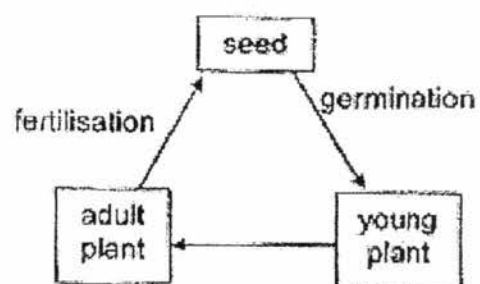 seed
germination
fertilisation
adult
plant
young
plant